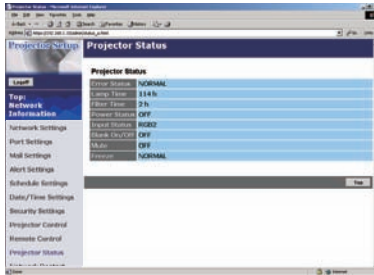 Projector Setup
Projector Status
Projector Status
Error Status NORMAL
Lamp Time 114 h
Filter Time 2 h
Power Status OFF
Input Status RGB2
Blank On/Off OFF
Mute OFF
Freeze NORMAL
Top
Logoff
Top:
Network
Information
Network Settings
Port Settings
Mail Settings
Alert Settings
Schedule Settings
Date/Time Settings
Security Settings
Projector Control
Remote Control
Projector Status